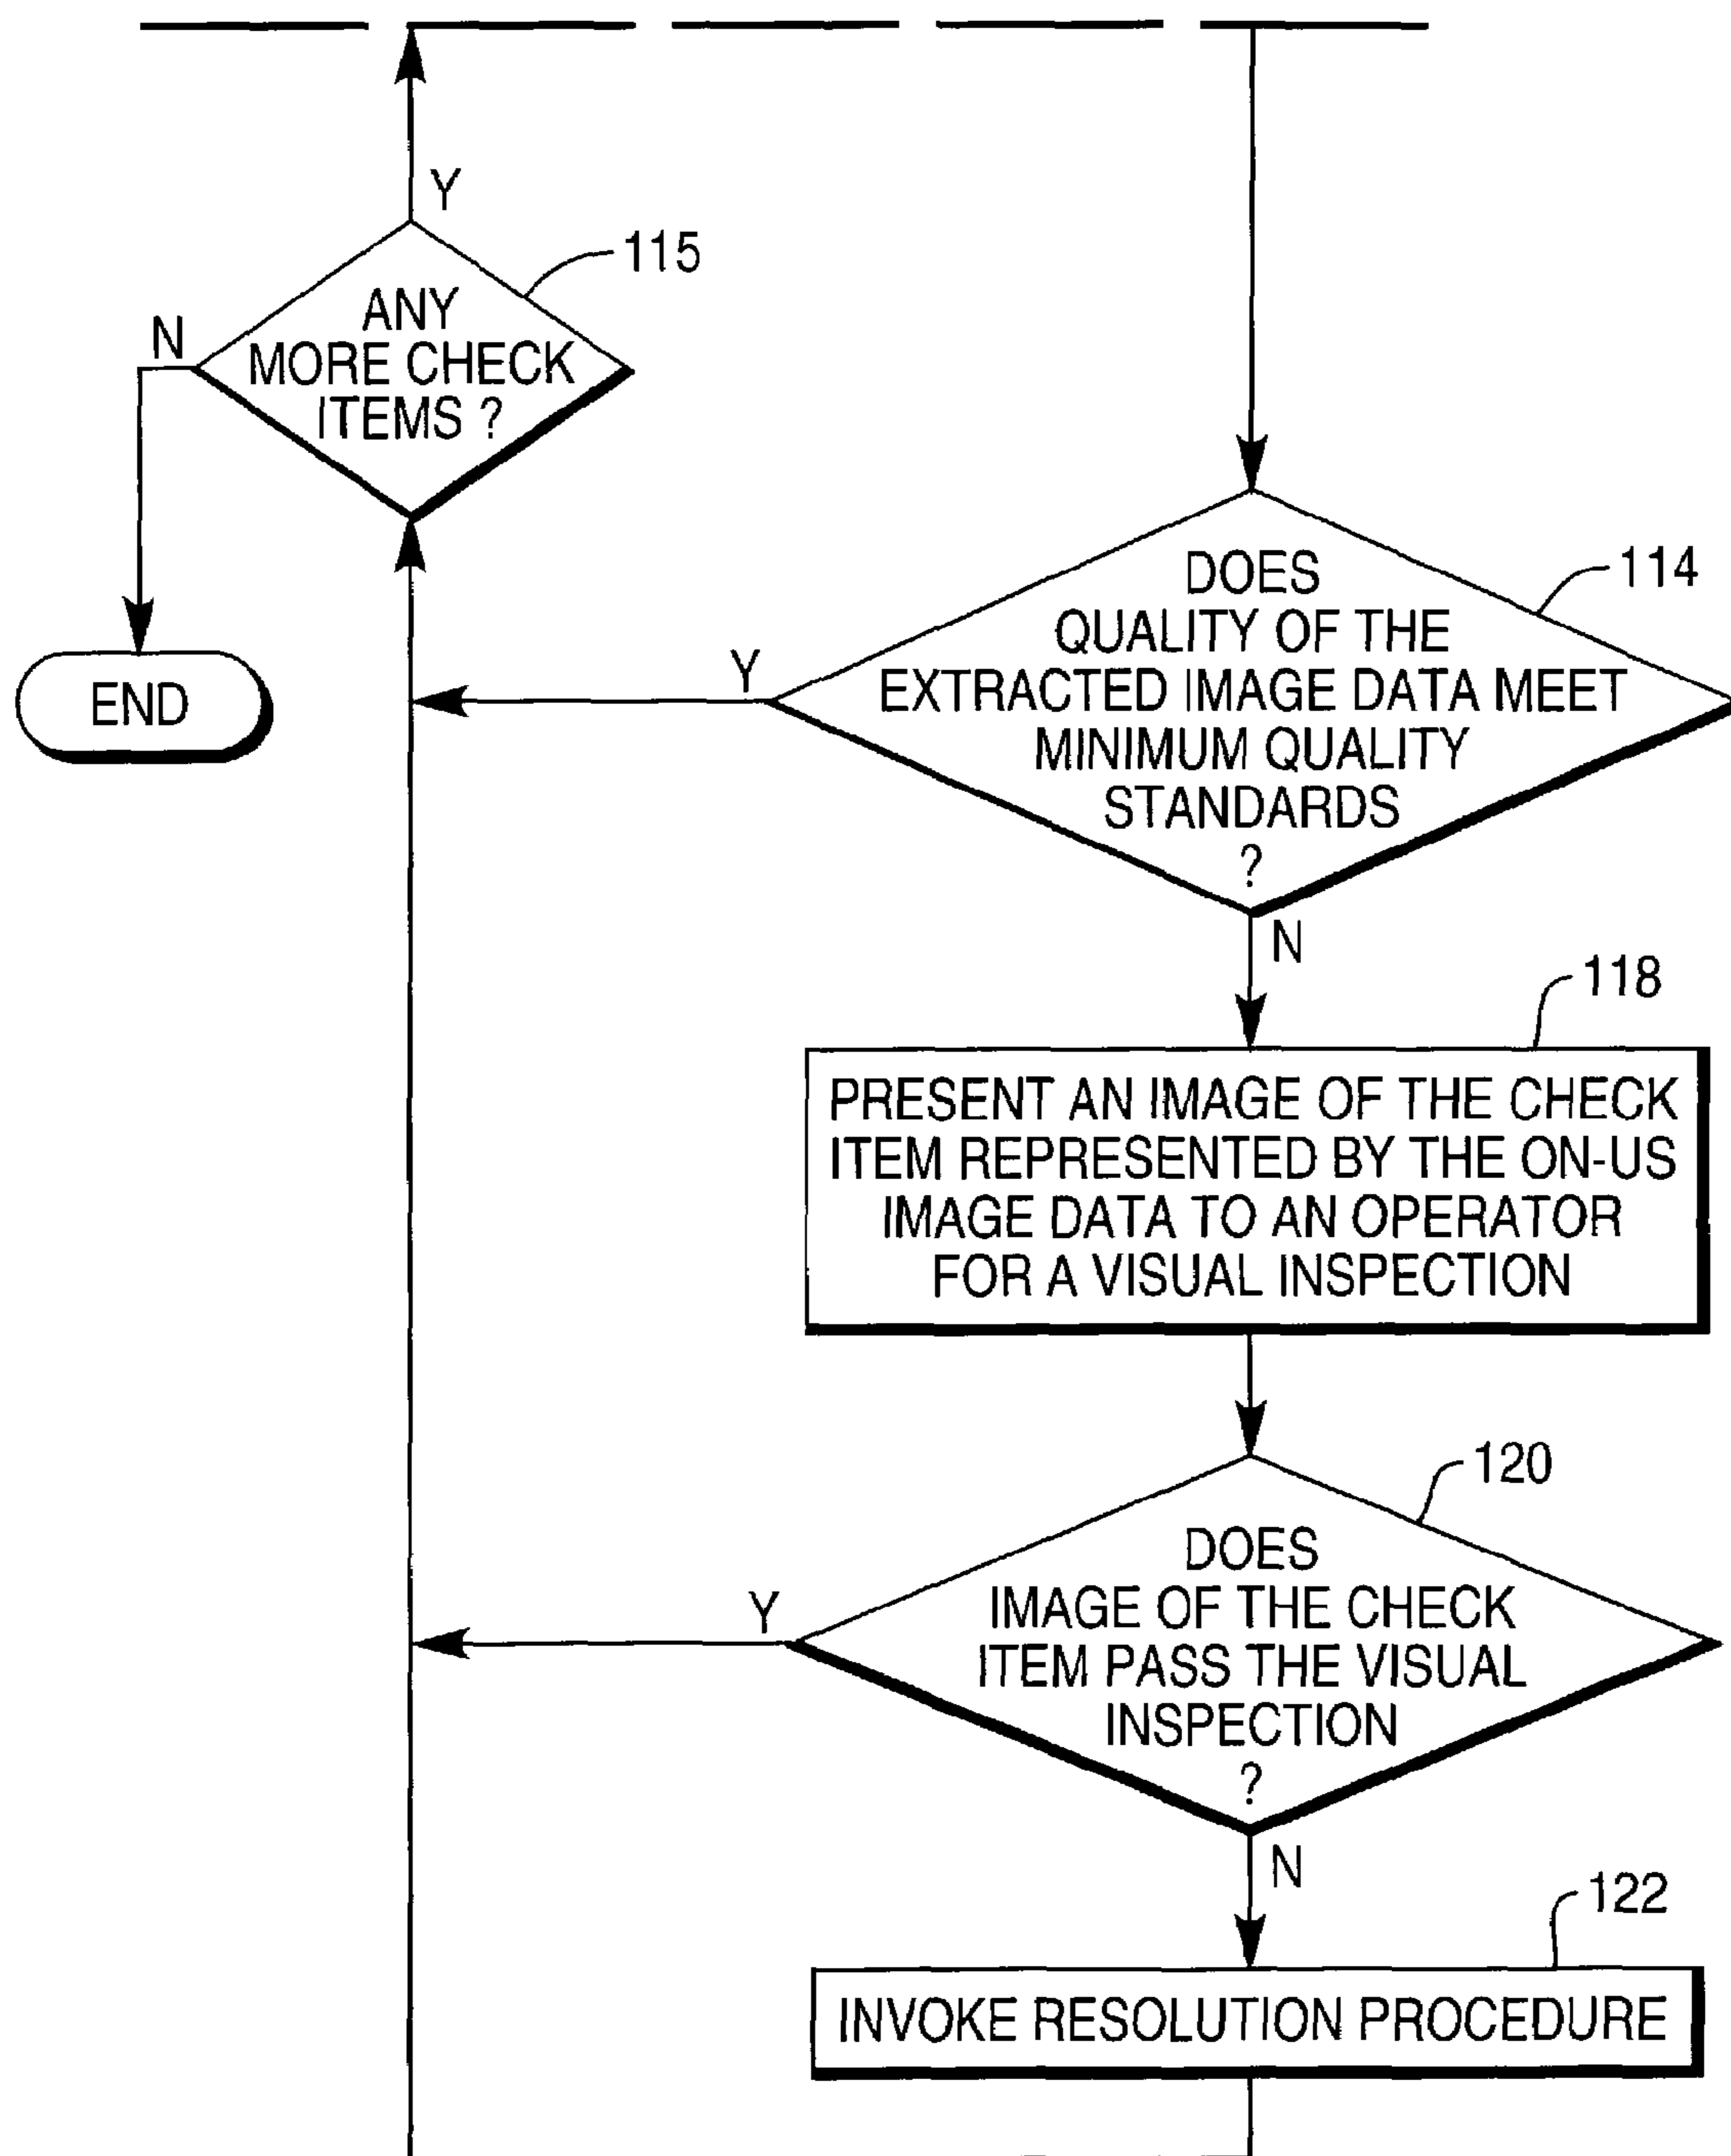 Y
115
N
ANY
MORE CHECK
ITEMS ?
END
114
DOES
QUALITY OF THE
EXTRACTED IMAGE DATA MEET
MINIMUM QUALITY
STANDARDS
?
Y
N
118
PRESENT AN IMAGE OF THE CHECK
ITEM REPRESENTED BY THE ON-US
IMAGE DATA TO AN OPERATOR
FOR A VISUAL INSPECTION
120
DOES
IMAGE OF THE CHECK
ITEM PASS THE VISUAL
INSPECTION
?
Y
N
122
INVOKE RESOLUTION PROCEDURE